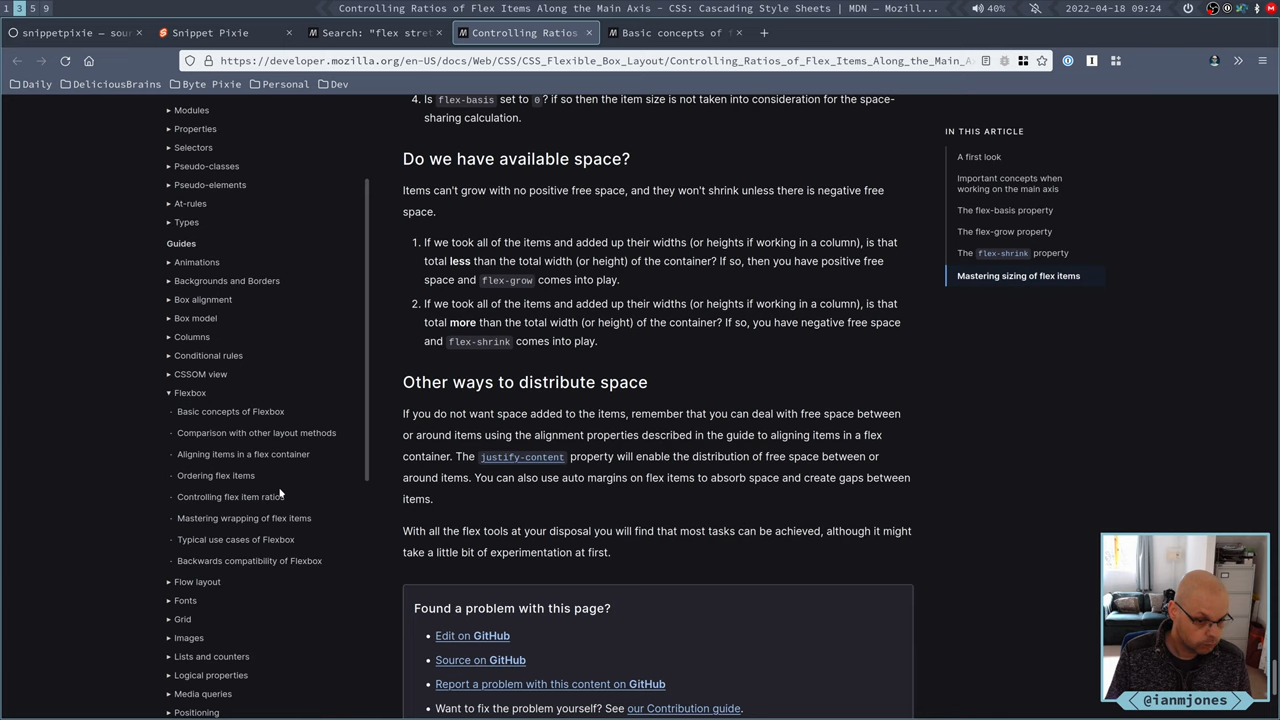 1 3 5 9
Controlling Ratios of Flex Items Along the Main Axis - CSS: Cascading Style Sheets | MDN — Mozill...
40%
2022-04-18 09:24
snippetpixie — sour
Snippet Pixie
Search: "flex stret
Controlling Ratios
Basic concepts of f
https://developer.mozilla.org/en-US/docs/Web/CSS/CSS_Flexible_Box_Layout/Controlling_Ratios_of_Flex_Items_Along_the_Main_Ax
Daily
DeliciousBrains
Byte Pixie
Personal
Dev
Modules
Properties
Selectors
Pseudo-classes
Pseudo-elements
At-rules
Types
Guides
Animations
Backgrounds and Borders
Box alignment
Box model
Columns
Conditional rules
CSSOM view
Flexbox
Basic concepts of Flexbox
Comparison with other layout methods
Aligning items in a flex container
Ordering flex items
Controlling flex item ratios
Mastering wrapping of flex items
Typical use cases of Flexbox
Backwards compatibility of Flexbox
Flow layout
Fonts
Grid
Images
Lists and counters
Logical properties
Media queries
Positioning
4. Is flex-basis set to 0? if so then the item size is not taken into consideration for the space-
sharing calculation.
Do we have available space?
Items can't grow with no positive free space, and they won't shrink unless there is negative free
space.
1. If we took all of the items and added up their widths (or heights if working in a column), is that
total less than the total width (or height) of the container? If so, then you have positive free
space and flex-grow comes into play.
2. If we took all of the items and added up their widths (or heights if working in a column), is that
total more than the total width (or height) of the container? If so, you have negative free space
and flex-shrink comes into play.
Other ways to distribute space
If you do not want space added to the items, remember that you can deal with free space between
or around items using the alignment properties described in the guide to aligning items in a flex
container. The justify-content property will enable the distribution of free space between or
around items. You can also use auto margins on flex items to absorb space and create gaps between
items.
With all the flex tools at your disposal you will find that most tasks can be achieved, although it might
take a little bit of experimentation at first.
Found a problem with this page?
• Edit on GitHub
• Source on GitHub
• Report a problem with this content on GitHub
• Want to fix the problem yourself? See our Contribution guide.
IN THIS ARTICLE
A first look
Important concepts when
working on the main axis
The flex-basis property
The flex-grow property
The flex-shrink property
Mastering sizing of flex items
@ianmjones